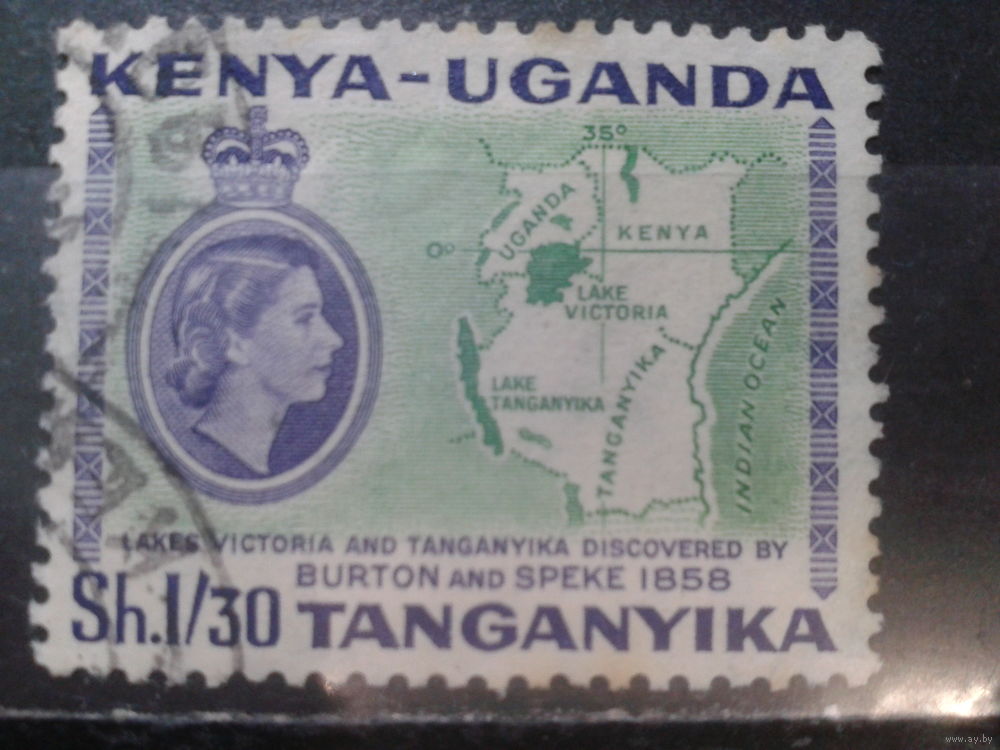 KENYA-UGANDA
35°
UGANDA
KENYA
0°
LAKE
VICTORIA
LAKE
TANGANYIKA
TANGANYIKA
INDIAN OCEAN
LAKES VICTORIA AND TANGANYIKA DISCOVERED BY
BURTON AND SPEKE 1858
Sh.1/30 TANGANYIKA
www.ay.by